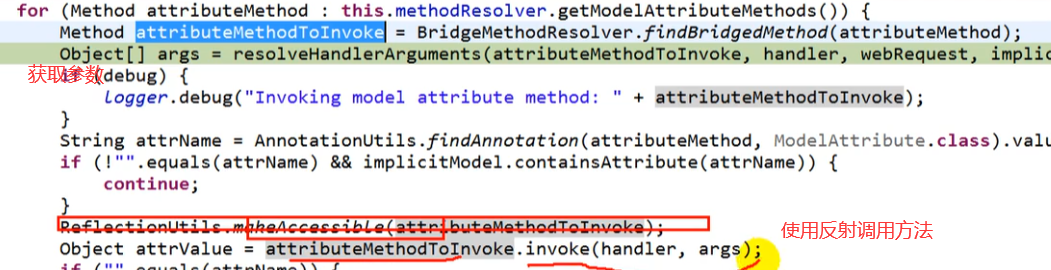 for (Method attributeMethod : this.methodResolver.getModelAttributeMethods()) {
Method attributeMethodToInvoke = BridgeMethodResolver.findBridgedMethod(attributeMethod);
Object[] args = resolveHandlerArguments(attributeMethodToInvoke, handler, webRequest, implic
获取参数
if (debug) {
logger.debug("Invoking model attribute method: " + attributeMethodToInvoke);
}
String attrName = AnnotationUtils.findAnnotation(attributeMethod, ModelAttribute.class).valu
if (!"".equals(attrName) && implicitModel.containsAttribute(attrName)) {
continue;
}
ReflectionUtils.makeAccessible(attributeMethodToInvoke);
使用反射调用方法
Object attrValue = attributeMethodToInvoke.invoke(handler, args);
if ("".equals(attrName)) {